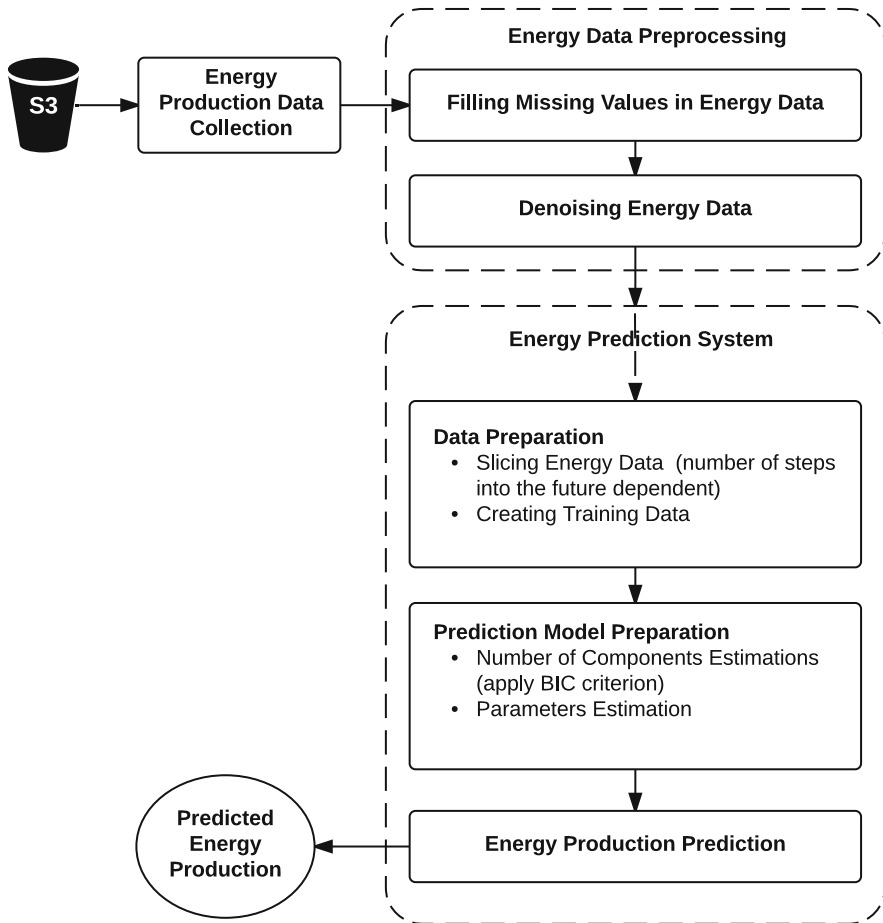 S3
Energy
Production Data
Collection
Energy Data Preprocessing
Filling Missing Values in Energy Data
Denoising Energy Data
Energy Prediction System
Data Preparation
• Slicing Energy Data (number of steps
into the future dependent)
• Creating Training Data
Prediction Model Preparation
• Number of Components Estimations
(apply BIC criterion)
• Parameters Estimation
Energy Production Prediction
Predicted
Energy
Production